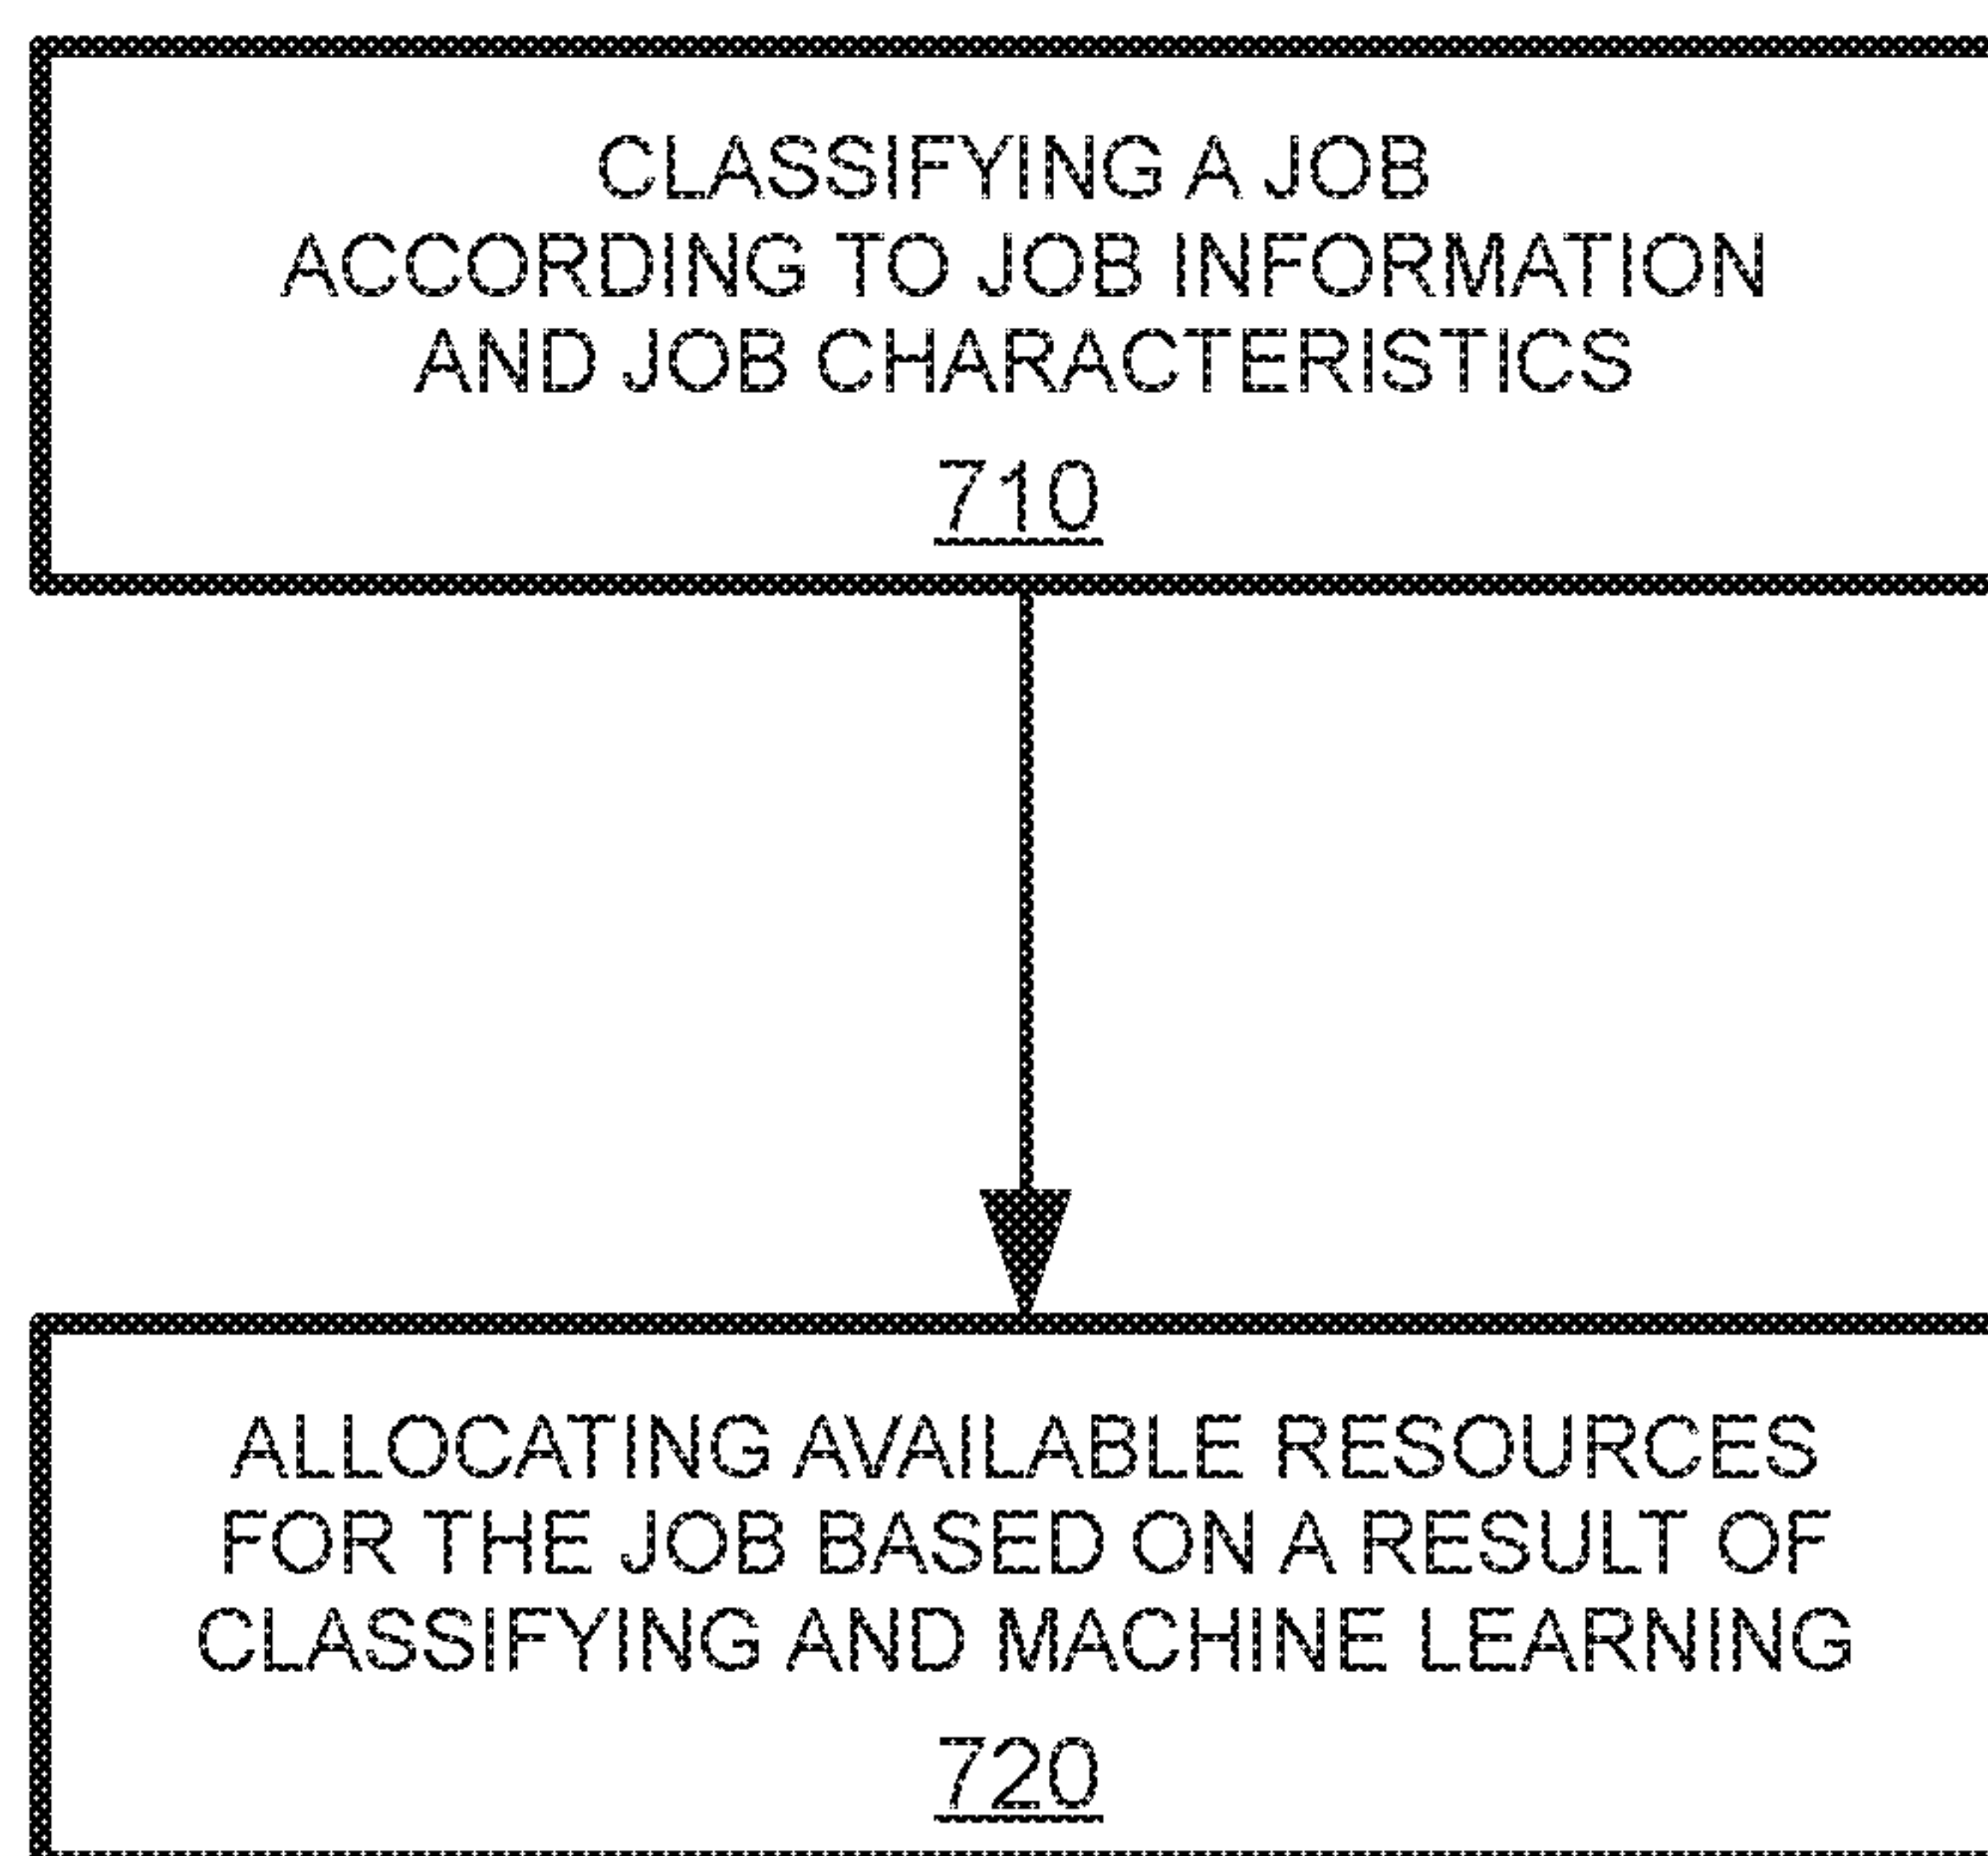 CLASSIFYING A JOB
ACCORDING TO JOB INFORMATION
AND JOB CHARACTERISTICS
710
ALLOCATING AVAILABLE RESOURCES
FOR THE JOB BASED ON A RESULT OF
CLASSIFYING AND MACHINE LEARNING
720